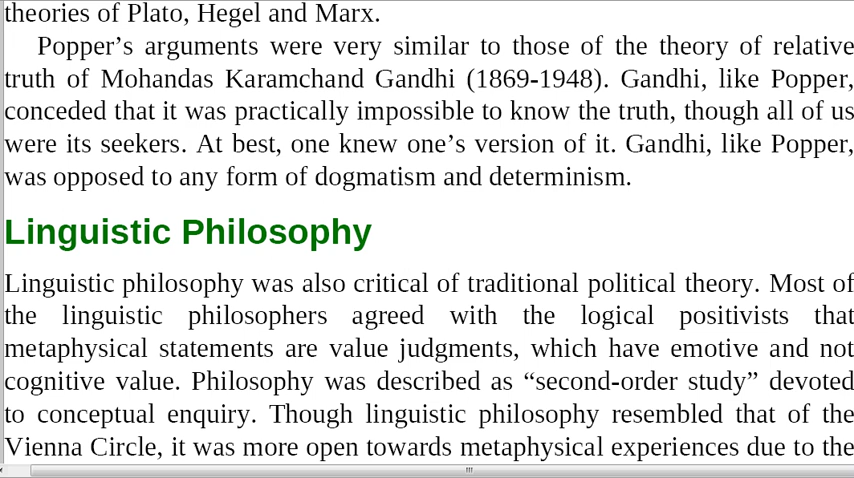 theories of Plato, Hegel and Marx.
Popper’s arguments were very similar to those of the theory of relative
truth of Mohandas Karamchand Gandhi (1869-1948). Gandhi, like Popper,
conceded that it was practically impossible to know the truth, though all of us
were its seekers. At best, one knew one’s version of it. Gandhi, like Popper,
was opposed to any form of dogmatism and determinism.
Linguistic Philosophy
Linguistic philosophy was also critical of traditional political theory. Most of
the linguistic philosophers agreed with the logical positivists that
metaphysical statements are value judgments, which have emotive and not
cognitive value. Philosophy was described as “second-order study” devoted
to conceptual enquiry. Though linguistic philosophy resembled that of the
Vienna Circle, it was more open towards metaphysical experiences due to the